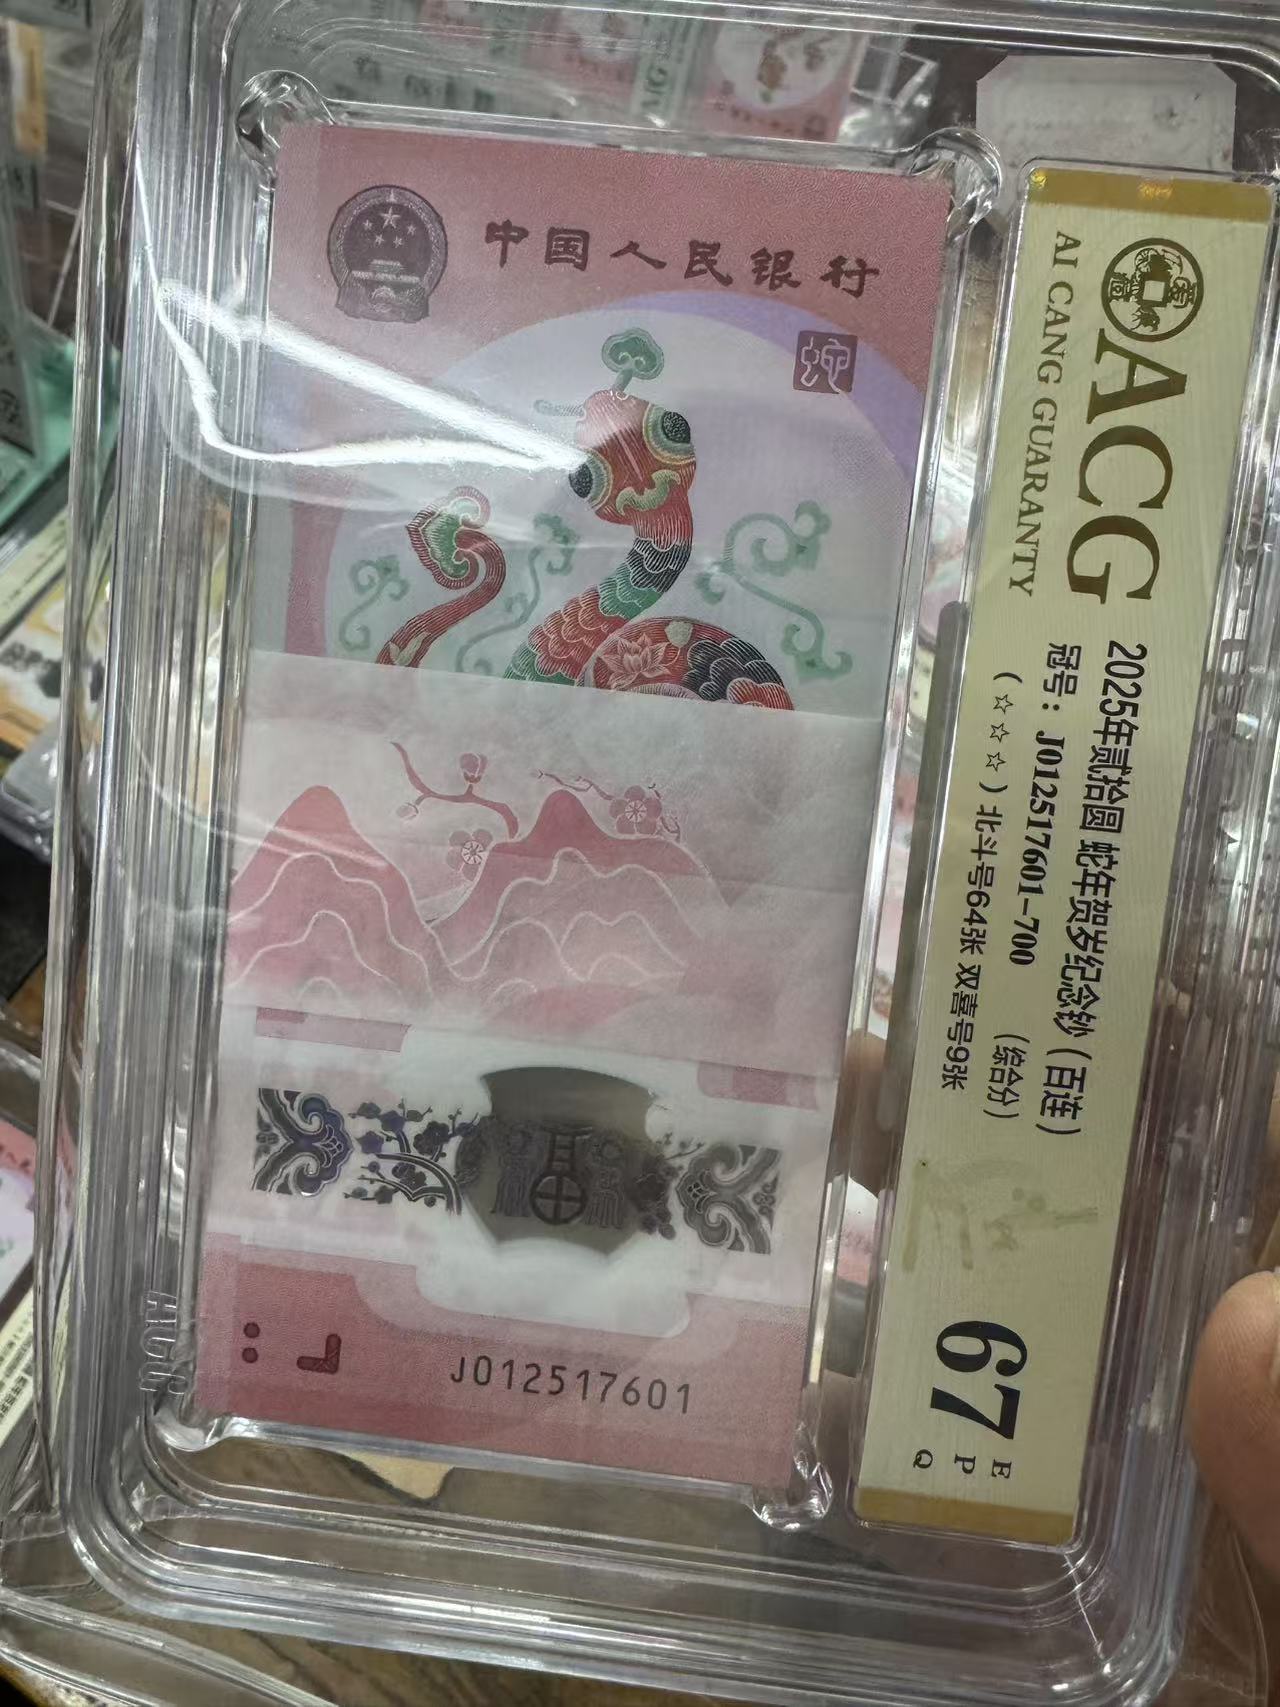 中国人民银行
蛇
J012517601
ACG
AI CANG GUARANTY
2025年贰拾圆 蛇年贺岁纪念钞（百连）
冠号：J012517601-700 （综合分）
（☆☆☆）北斗号64张 双喜号9张
67
EPQ
ACG